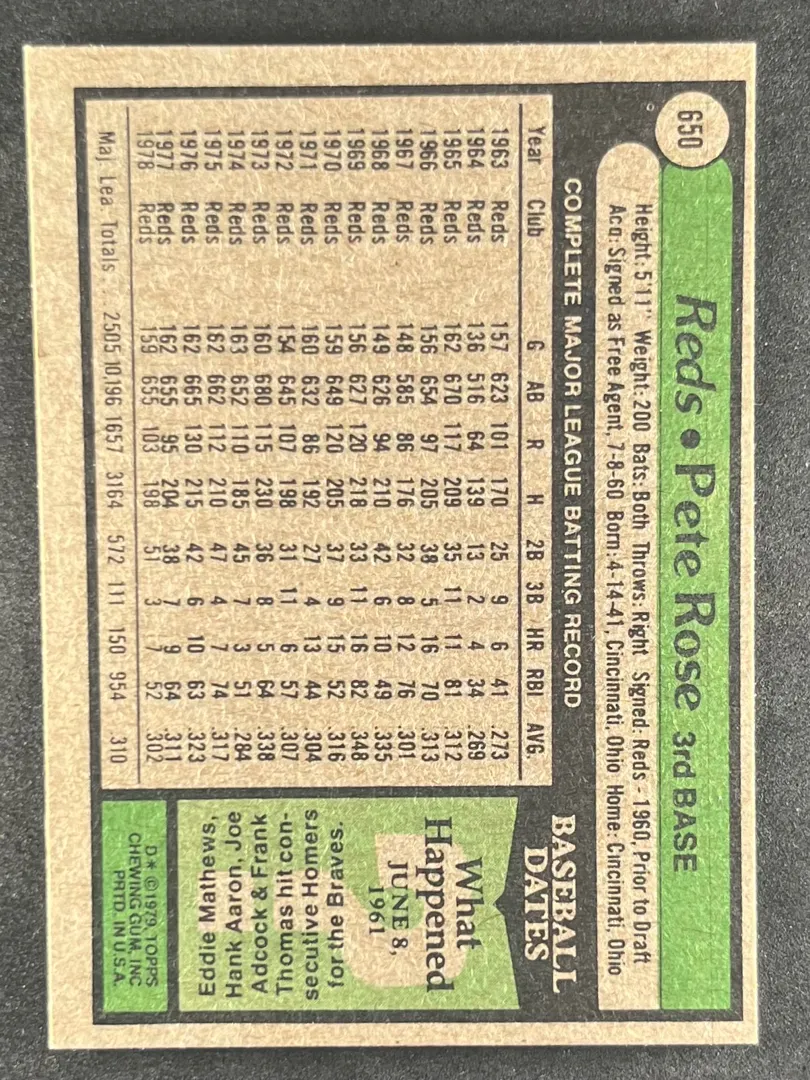 650
Reds • Pete Rose 3rd BASE
Height: 5'11" Weight: 200 Bats: Both Throws: Right Signed: Reds - 1960, Prior to Draft
Acq: Signed as Free Agent, 7-8-60 Born: 4-14-41, Cincinnati, Ohio Home: Cincinnati, Ohio
COMPLETE MAJOR LEAGUE BATTING RECORD
Year Club G AB R H 2B 3B HR RBI AVG.
1963 Reds 157 623 101 170 25 9 6 41 .273
1964 Reds 136 516 64 139 13 2 4 34 .269
1965 Reds 162 670 117 209 35 11 11 81 .312
1966 Reds 156 654 97 205 38 5 16 70 .313
1967 Reds 148 585 86 176 32 8 12 76 .301
1968 Reds 149 626 94 210 42 6 10 49 .335
1969 Reds 156 627 120 218 33 11 16 82 .348
1970 Reds 159 649 120 205 37 9 15 52 .316
1971 Reds 160 632 86 192 27 4 13 44 .304
1972 Reds 154 645 107 198 31 11 6 57 .307
1973 Reds 160 680 115 230 36 8 5 64 .338
1974 Reds 163 652 110 185 45 7 3 51 .284
1975 Reds 162 662 112 210 47 4 7 74 .317
1976 Reds 162 665 130 215 42 6 10 63 .323
1977 Reds 162 655 95 204 38 7 9 64 .311
1978 Reds 159 655 103 198 51 3 7 52 .302
Maj. Lea. Totals . . 2505 10,196 1657 3164 572 111 150 954 .310
BASEBALL
DATES
What
Happened
JUNE 8,
1961
?
Eddie Mathews,
Hank Aaron, Joe
Adcock & Frank
Thomas hit con-
secutive Homers
for the Braves.
D* © 1979 TOPPS
CHEWING GUM, INC
PRTD. IN U.S.A.